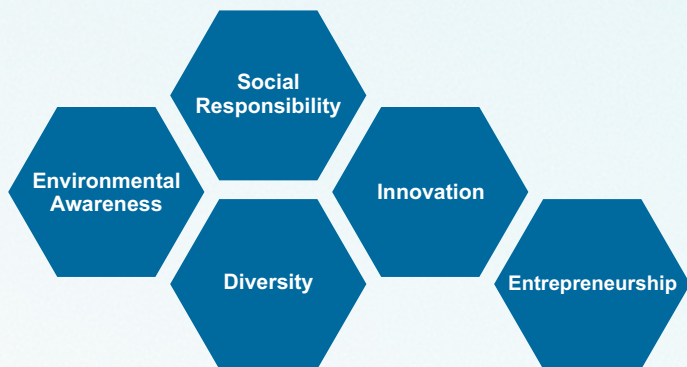 Social
Responsibility
Environmental
Awareness
Innovation
Diversity
Entrepreneurship